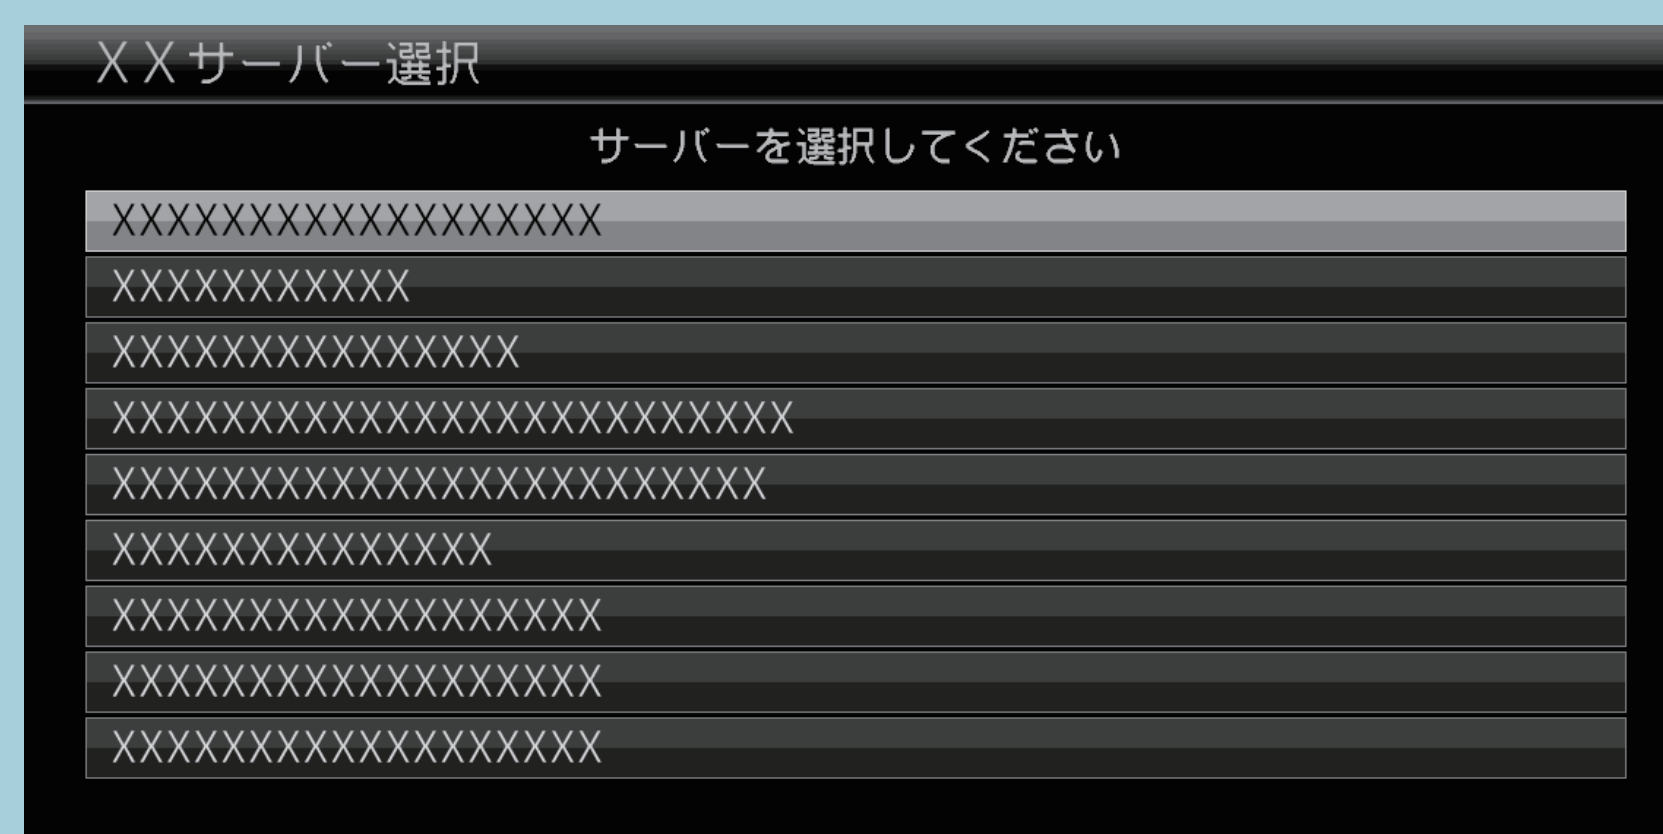 XXサーバー選択
サーバーを選択してください
XXXXXXXXXXXXXXXXXX
XXXXXXXXXXX
XXXXXXXXXXXXXXX
XXXXXXXXXXXXXXXXXXXXXXXXX
XXXXXXXXXXXXXXXXXXXXXXXX
XXXXXXXXXXXXXX
XXXXXXXXXXXXXXXXXX
XXXXXXXXXXXXXXXXXX
XXXXXXXXXXXXXXXXXX